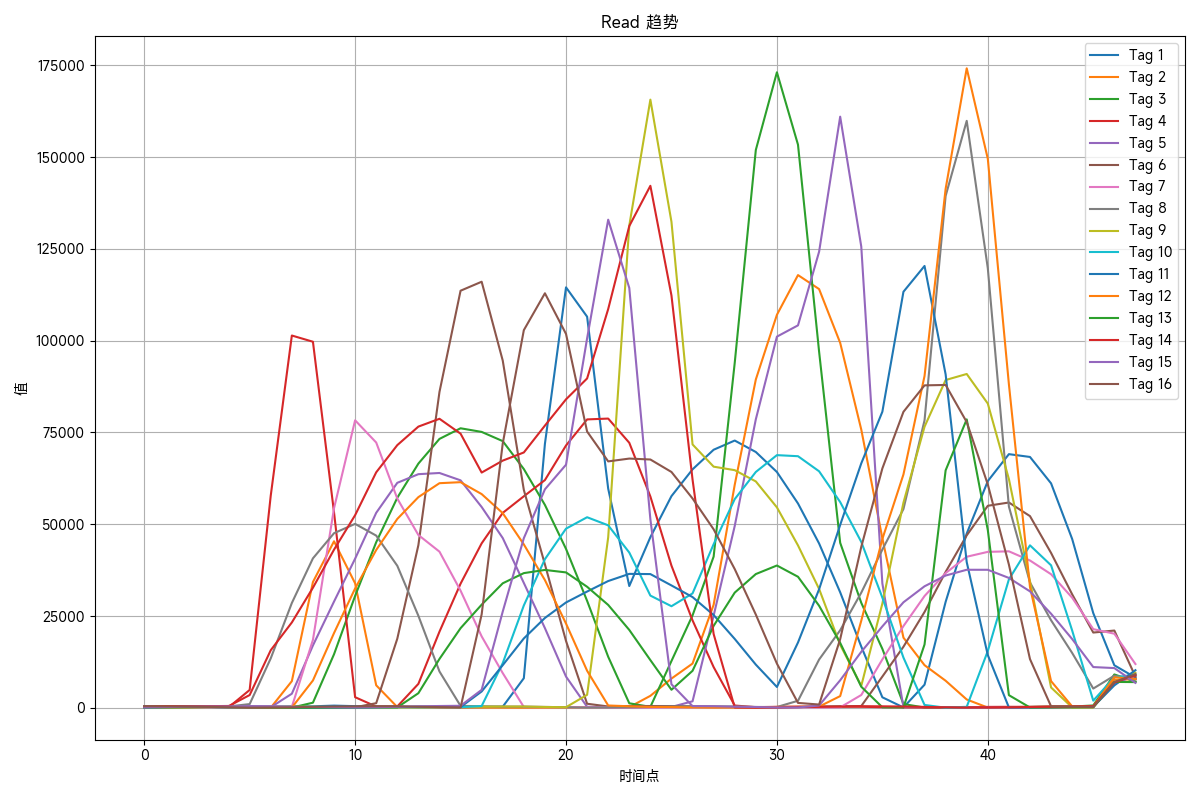 Read 趋势
175000
150000
125000
100000
75000
50000
25000
0
值
0 10 20 30 40
时间点
Tag 1
Tag 2
Tag 3
Tag 4
Tag 5
Tag 6
Tag 7
Tag 8
Tag 9
Tag 10
Tag 11
Tag 12
Tag 13
Tag 14
Tag 15
Tag 16